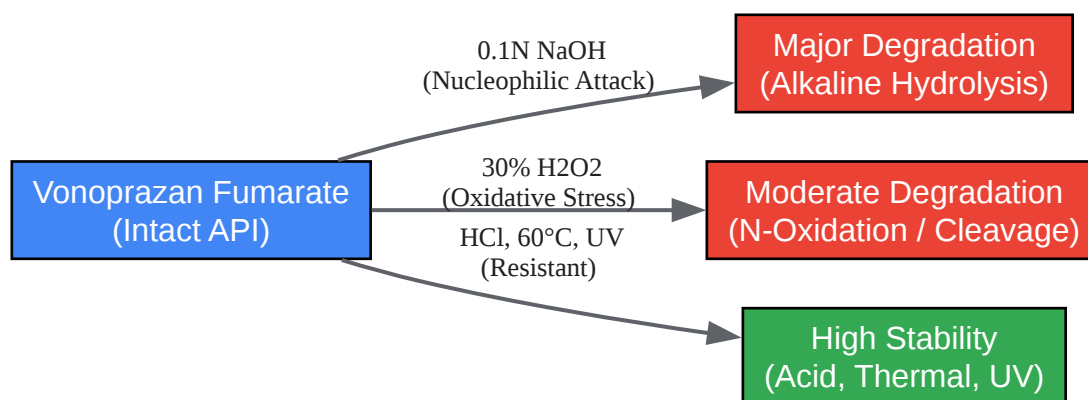 0.1N NaOH
(Nucleophilic Attack)
Major Degradation
(Alkaline Hydrolysis)
Vonoprazan Fumarate
(Intact API)
30% H2O2
(Oxidative Stress)
Moderate Degradation
(N-Oxidation / Cleavage)
HCl, 60°C, UV
(Resistant)
High Stability
(Acid, Thermal, UV)